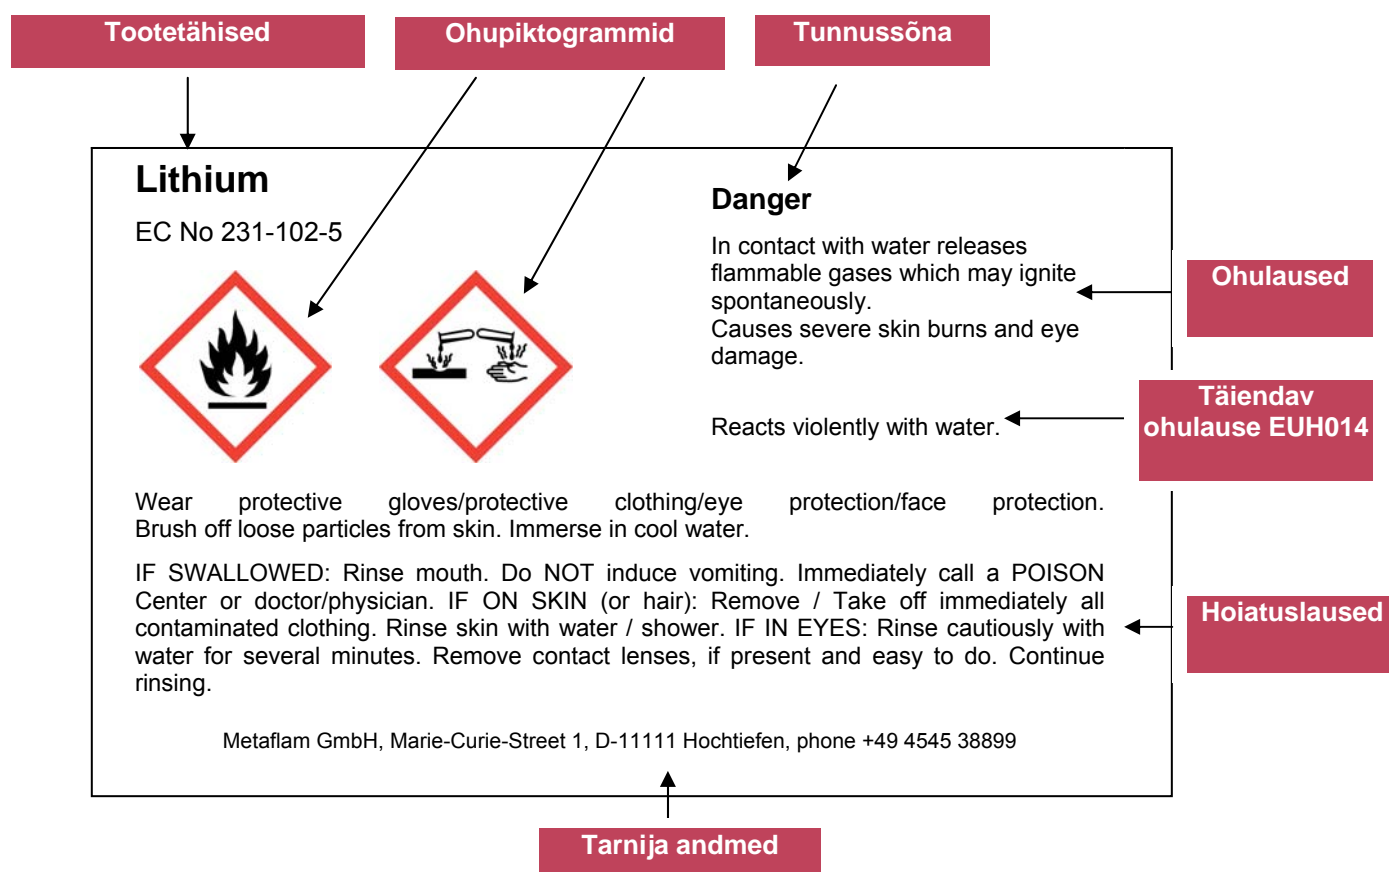 Tootetähised
Ohupiktogrammid
Tunnussõna
Lithium
EC No 231-102-5
Danger
In contact with water releases
flammable gases which may ignite
spontaneously.
Causes severe skin burns and eye
damage.
Ohulaused
Reacts violently with water.
Täiendav
ohulause EUH014
Wear protective gloves/protective clothing/eye protection/face protection.
Brush off loose particles from skin. Immerse in cool water.
IF SWALLOWED: Rinse mouth. Do NOT induce vomiting. Immediately call a POISON
Center or doctor/physician. IF ON SKIN (or hair): Remove / Take off immediately all
contaminated clothing. Rinse skin with water / shower. IF IN EYES: Rinse cautiously with
water for several minutes. Remove contact lenses, if present and easy to do. Continue
rinsing.
Hoiatuslaused
Metaflam GmbH, Marie-Curie-Street 1, D-11111 Hochtiefen, phone +49 4545 38899
Tarnija andmed